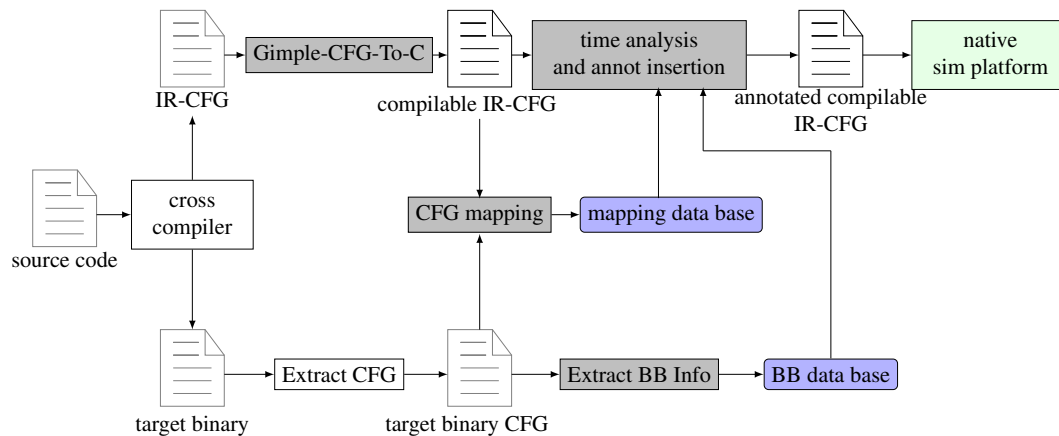 Gimple-CFG-To-C
time analysis
and annot insertion
native
sim platform
IR-CFG
compilable IR-CFG
annotated compilable
IR-CFG
cross
compiler
source code
CFG mapping
mapping data base
Extract CFG
Extract BB Info
BB data base
target binary
target binary CFG